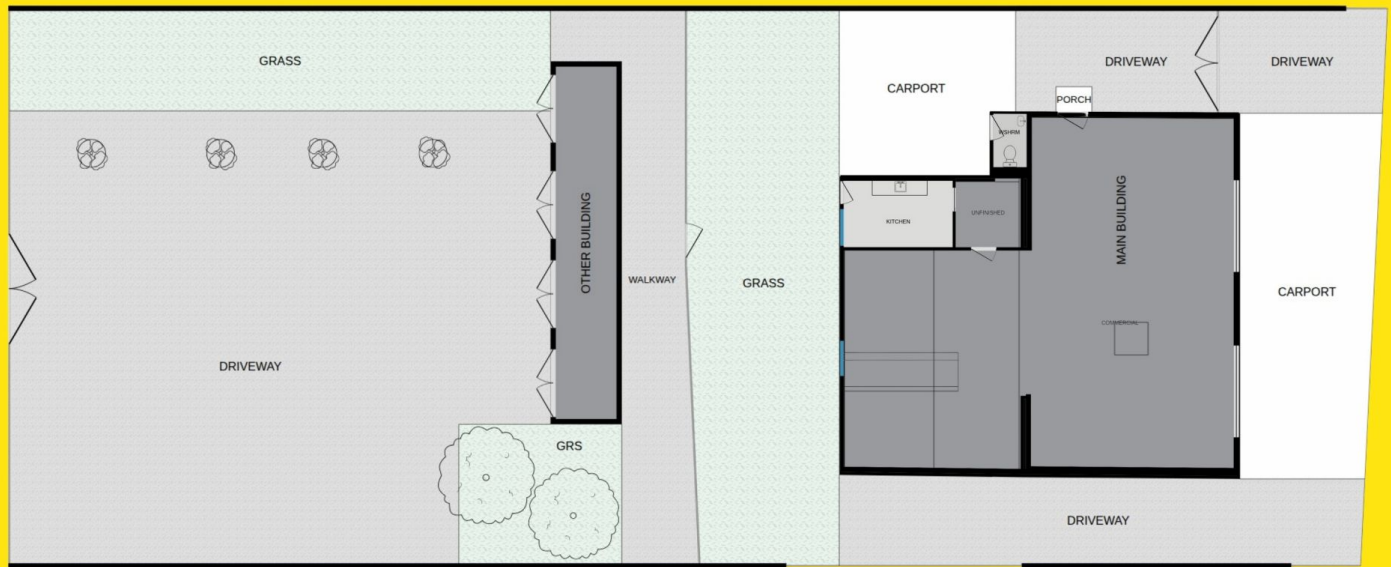 GRASS
DRIVEWAY
DRIVEWAY
CARPORT
PORCH
WSHRM
MAIN BUILDING
OTHER BUILDING
UNFINISHED
KITCHEN
WALKWAY
GRASS
CARPORT
COMMERCIAL
DRIVEWAY
GRS
DRIVEWAY